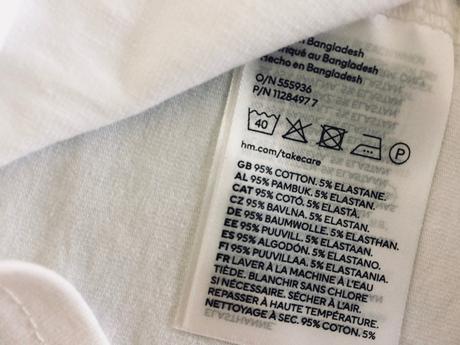 in Bangladesh
iqué au Bangladesh
Hecho en Bangladesh
O/N 555936
P/N 1128497 7
40
P
hm.com/takecare
GB 95% COTTON. 5% ELASTANE.
AL 95% PAMBUK. 5% ELASTAN.
CAT 95% COTÓ. 5% ELASTÀ.
CZ 95% BAVLNA. 5% ELASTAN.
DE 95% BAUMWOLLE. 5% ELASTHAN.
EE 95% PUUVILL. 5% ELASTAAN.
ES 95% ALGODÓN. 5% ELASTANO.
FI 95% PUUVILLAA. 5% ELASTAANIA.
FR LAVER À LA MACHINE À L'EAU
TIÈDE. BLANCHIR SANS CHLORE
SI NÉCESSAIRE. SÉCHER À L'AIR.
REPASSER À HAUTE TEMPÉRATURE.
NETTOYAGE À SEC. 95% COTON. 5%
ELASTHANNE